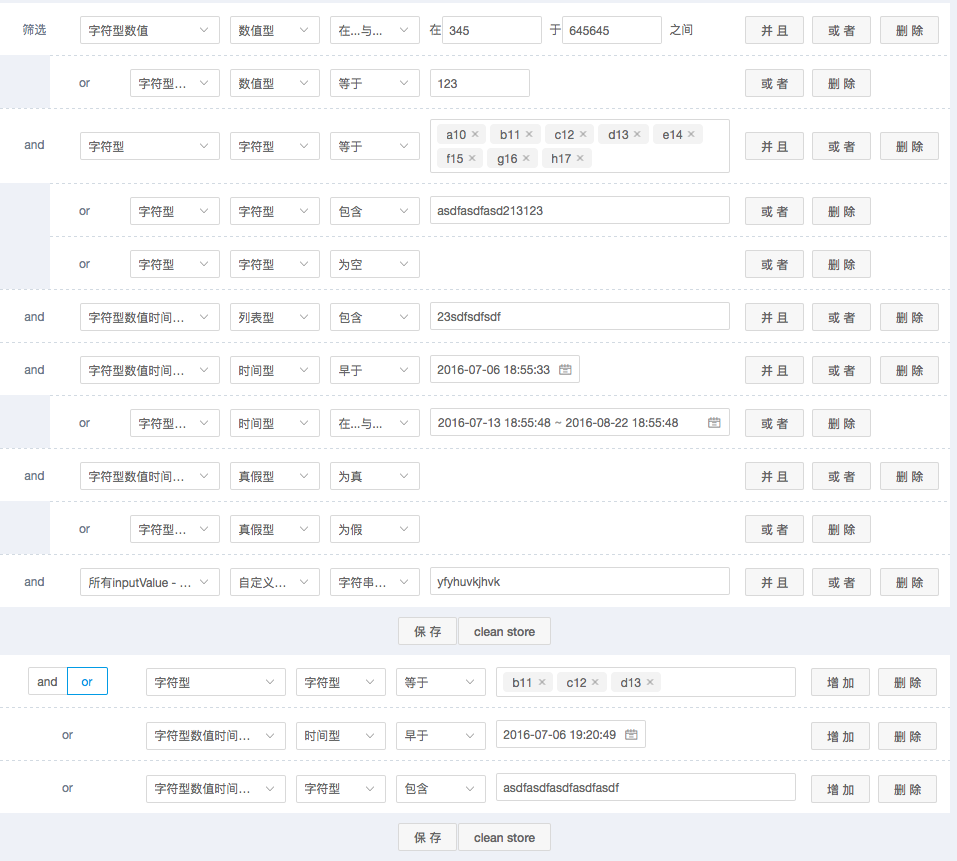 筛选 字符型数值 数值型 在...与... 在 345 于 645645 之间 并 且 或 者 删 除
or 字符型... 数值型 等于 123 或 者 删 除
and 字符型 字符型 等于 a10 × b11 × c12 × d13 × e14 × 并 且 或 者 删 除
f15 × g16 × h17 ×
or 字符型 字符型 包含 asdfasdfasd213123 或 者 删 除
or 字符型 字符型 为空 或 者 删 除
and 字符型数值时间... 列表型 包含 23sdfsdfsdf 并 且 或 者 删 除
and 字符型数值时间... 时间型 早于 2016-07-06 18:55:33 并 且 或 者 删 除
or 字符型... 时间型 在...与... 2016-07-13 18:55:48 ~ 2016-08-22 18:55:48 或 者 删 除
and 字符型数值时间... 真假型 为真 并 且 或 者 删 除
or 字符型... 真假型 为假 或 者 删 除
and 所有inputValue - ... 自定义... 字符串... yfyhuvkjhvk 并 且 或 者 删 除
保 存 clean store
and or 字符型 字符型 等于 b11 × c12 × d13 × 增 加 删 除
or 字符型数值时间... 时间型 早于 2016-07-06 19:20:49 增 加 删 除
or 字符型数值时间... 字符型 包含 asdfasdfasdfasdfasdf 增 加 删 除
保 存 clean store